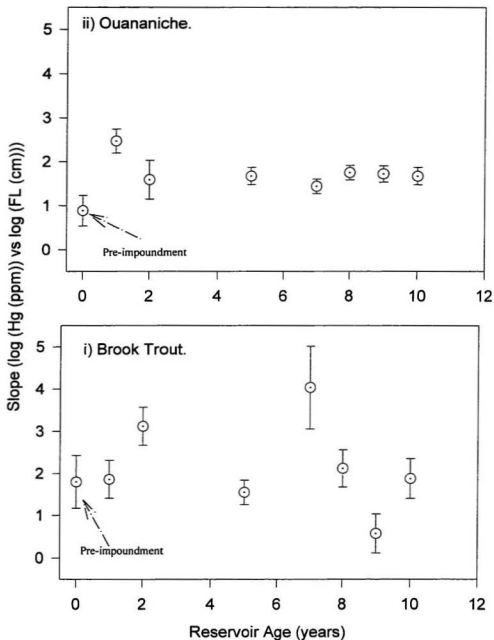 ii) Ouananiche.
5
4
3
2
1
0
Pre-impoundment
0 2 4 6 8 10 12
Slope (log (Hg (ppm)) vs log (FL (cm)))
i) Brook Trout.
5
4
3
2
1
0
Pre-impoundment
0 2 4 6 8 10 12
Reservoir Age (years)